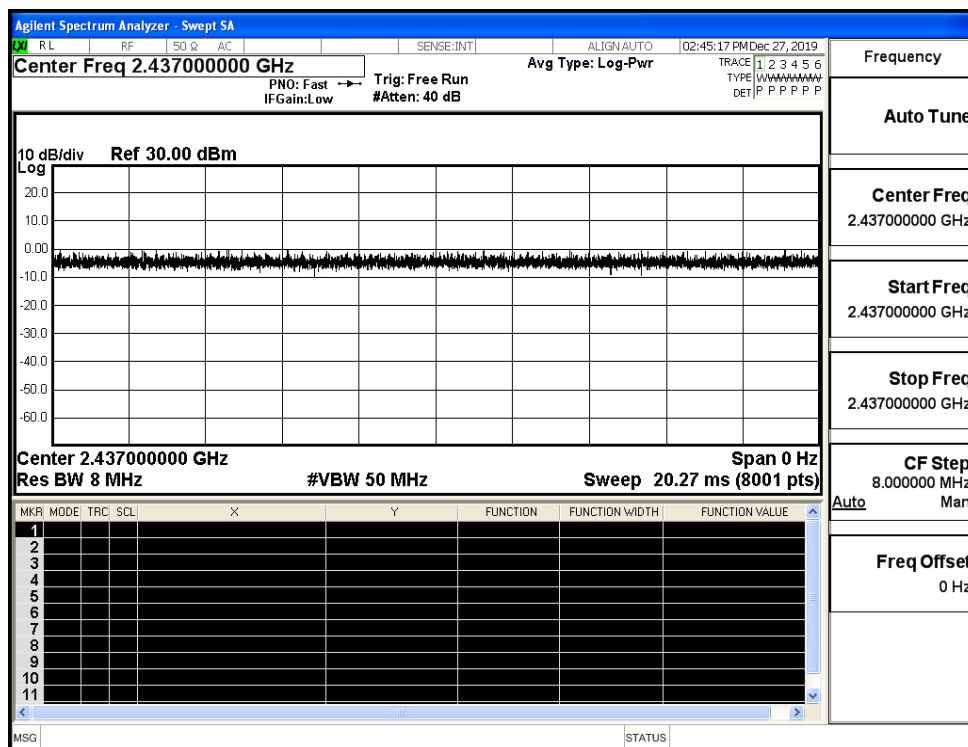 Agilent Spectrum Analyzer - Swept SA
LXI RL RF 50 Ω AC SENSE:INT ALIGN AUTO 02:45:17 PM Dec 27, 2019
Center Freq 2.437000000 GHz
PNO: Fast
IFGain:Low
Trig: Free Run
#Atten: 40 dB
Avg Type: Log-Pwr
TRACE 1 2 3 4 5 6
TYPE WWWWWW
DET P P P P P P
10 dB/div Ref 30.00 dBm
Log
20.0
10.0
0.00
-10.0
-20.0
-30.0
-40.0
-50.0
-60.0
Center 2.437000000 GHz Span 0 Hz
Res BW 8 MHz #VBW 50 MHz Sweep 20.27 ms (8001 pts)
MKR MODE TRC SCL X Y FUNCTION FUNCTION WIDTH FUNCTION VALUE
1
2
3
4
5
6
7
8
9
10
11
MSG STATUS
Frequency
Auto Tune
Center Freq
2.437000000 GHz
Start Freq
2.437000000 GHz
Stop Freq
2.437000000 GHz
CF Step
8.000000 MHz
Auto Man
Freq Offset
0 Hz